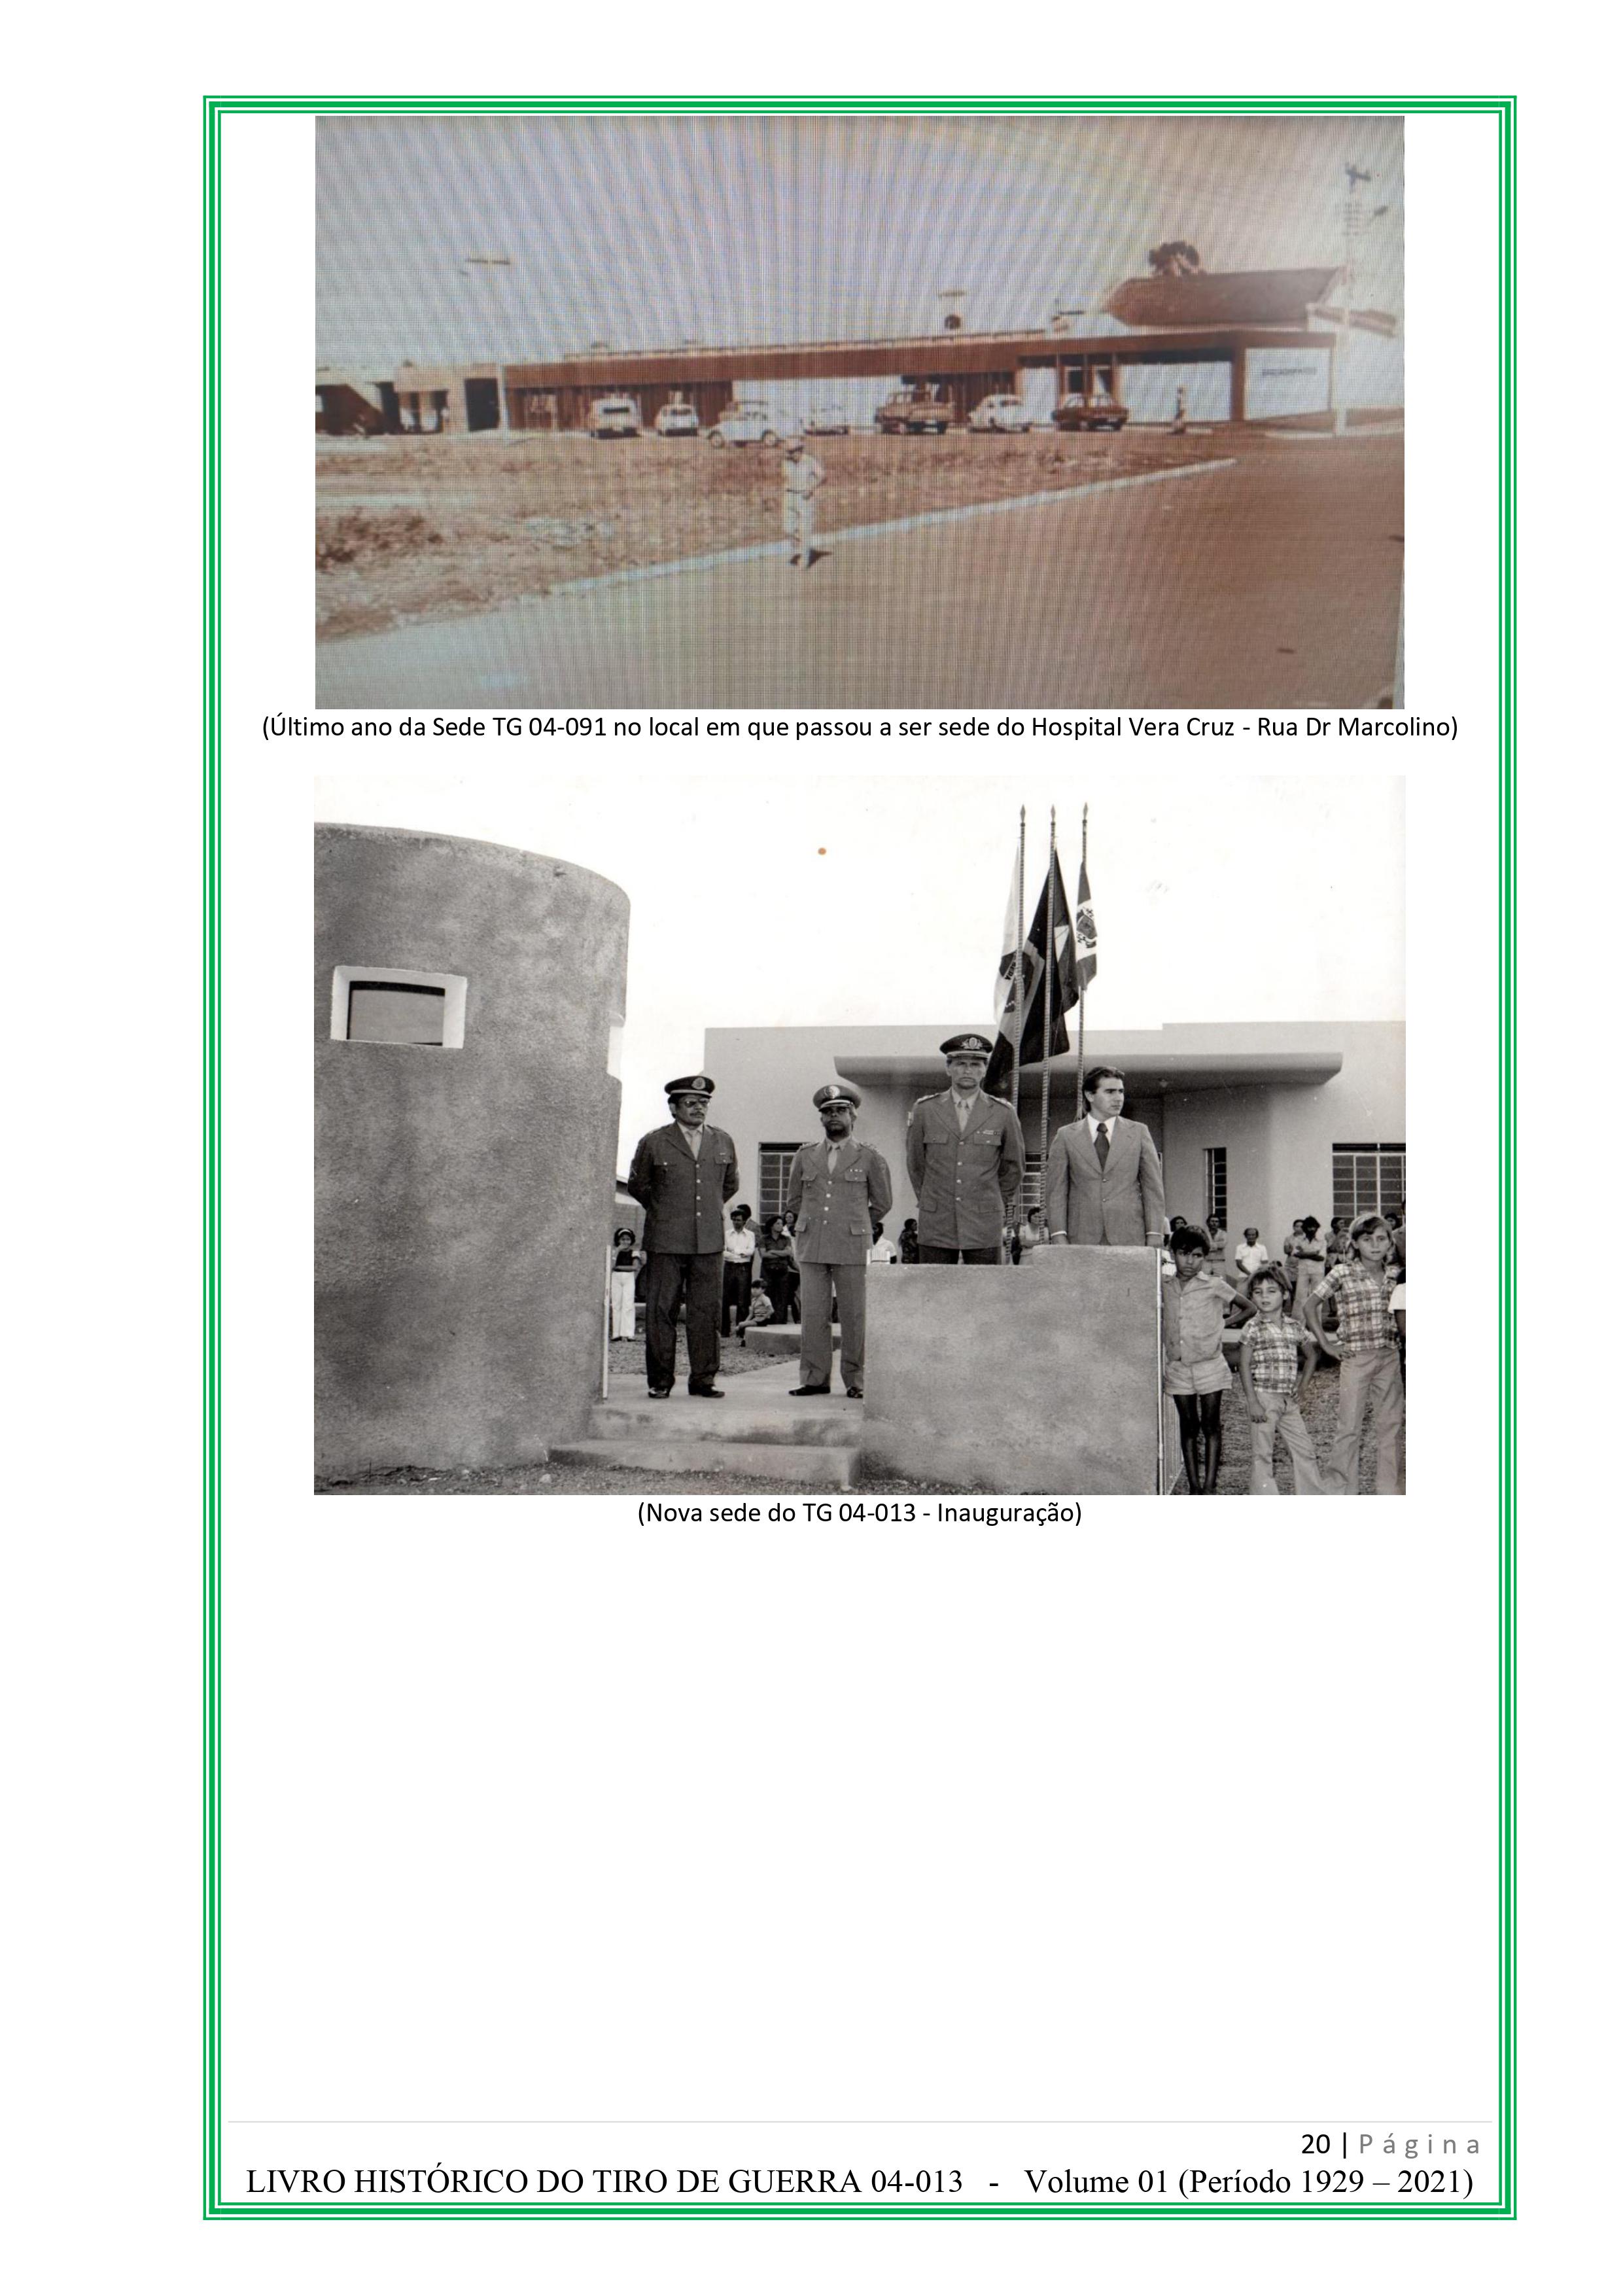 (Último ano da Sede TG 04-091 no local em que passou a ser sede do Hospital Vera Cruz - Rua Dr Marcolino)
(Nova sede do TG 04-013 - Inauguração)
20 | Página
LIVRO HISTÓRICO DO TIRO DE GUERRA 04-013 - Volume 01 (Período 1929 – 2021)